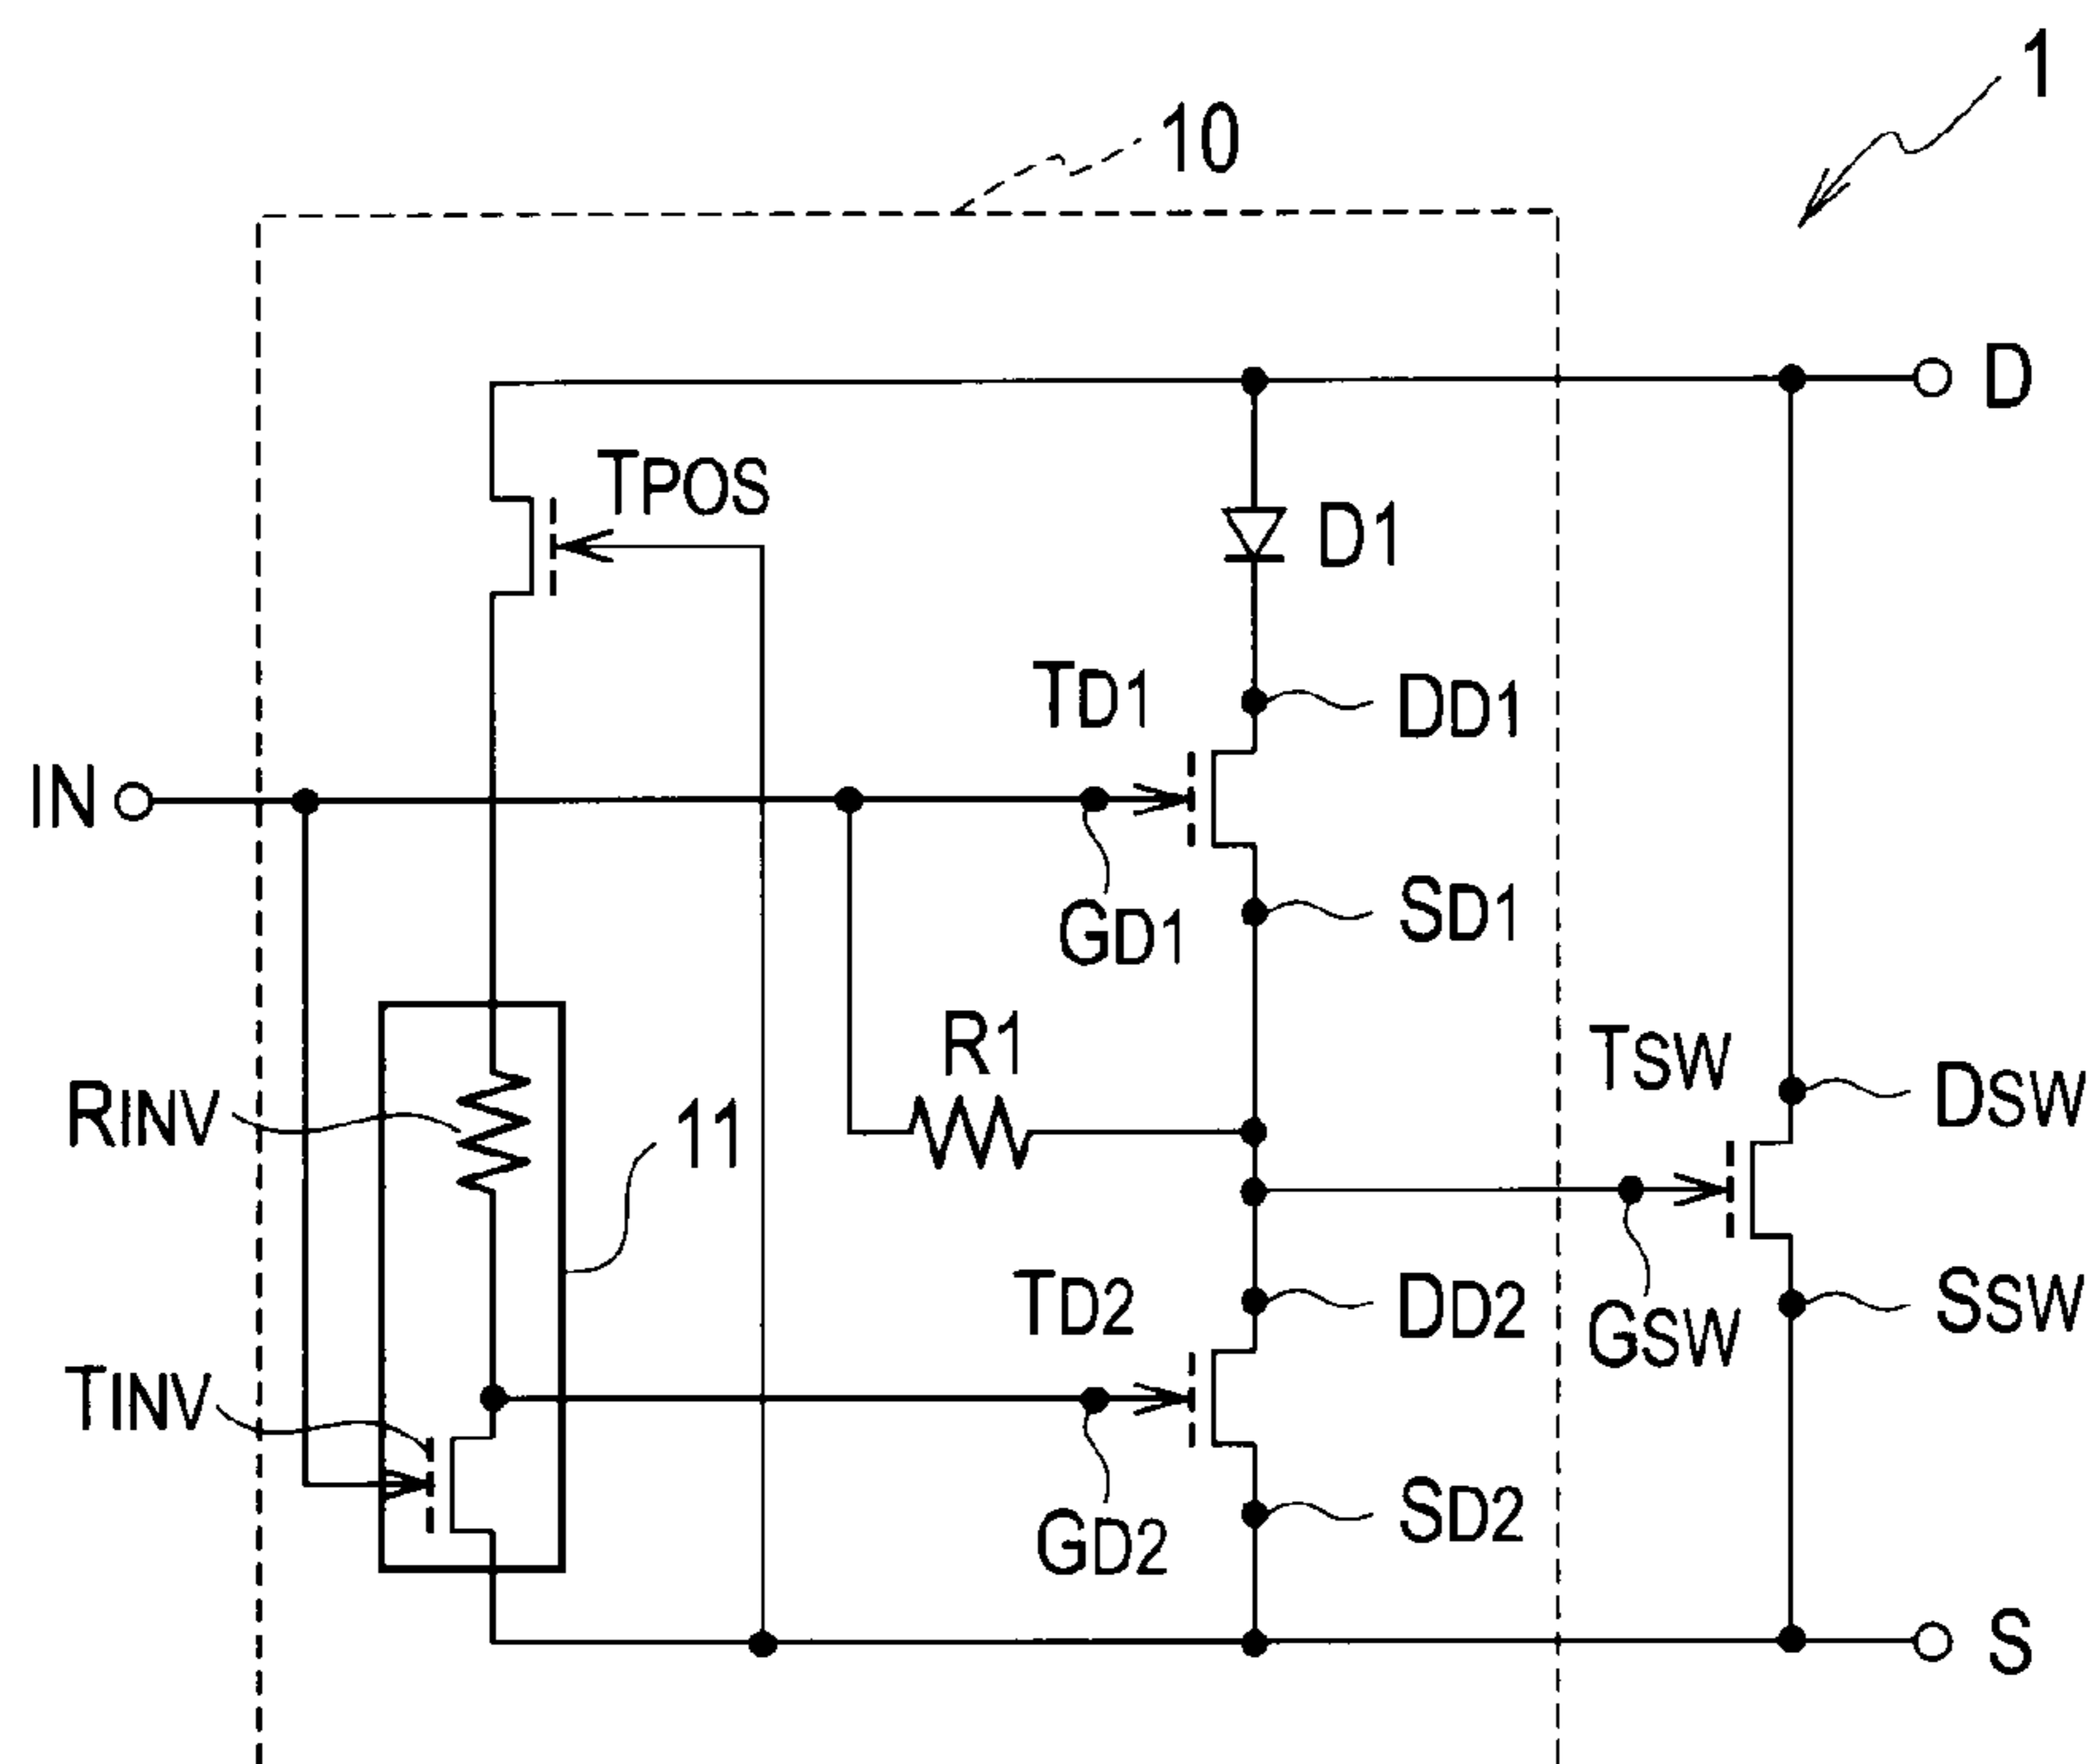 1
10
D
TPOS
D1
TD1
DD1
IN
GD1
SD1
R1
TSW
DSW
RINV
11
TD2
DD2
GSW
SSW
TINV
GD2
SD2
S